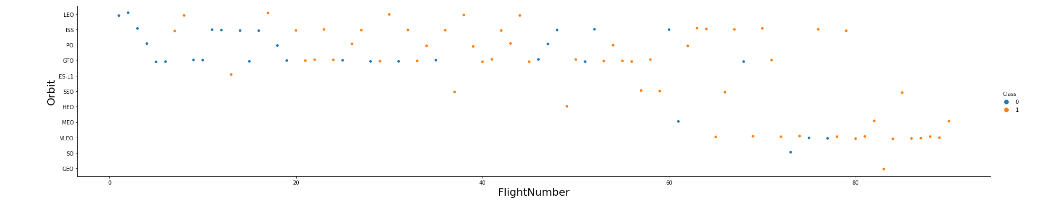 LEO
ISS
PO
GTO
ES-L1
SSO
HEO
MEO
VLEO
SO
GEO
Orbit
0 20 40 60 80
FlightNumber
Class
0
1